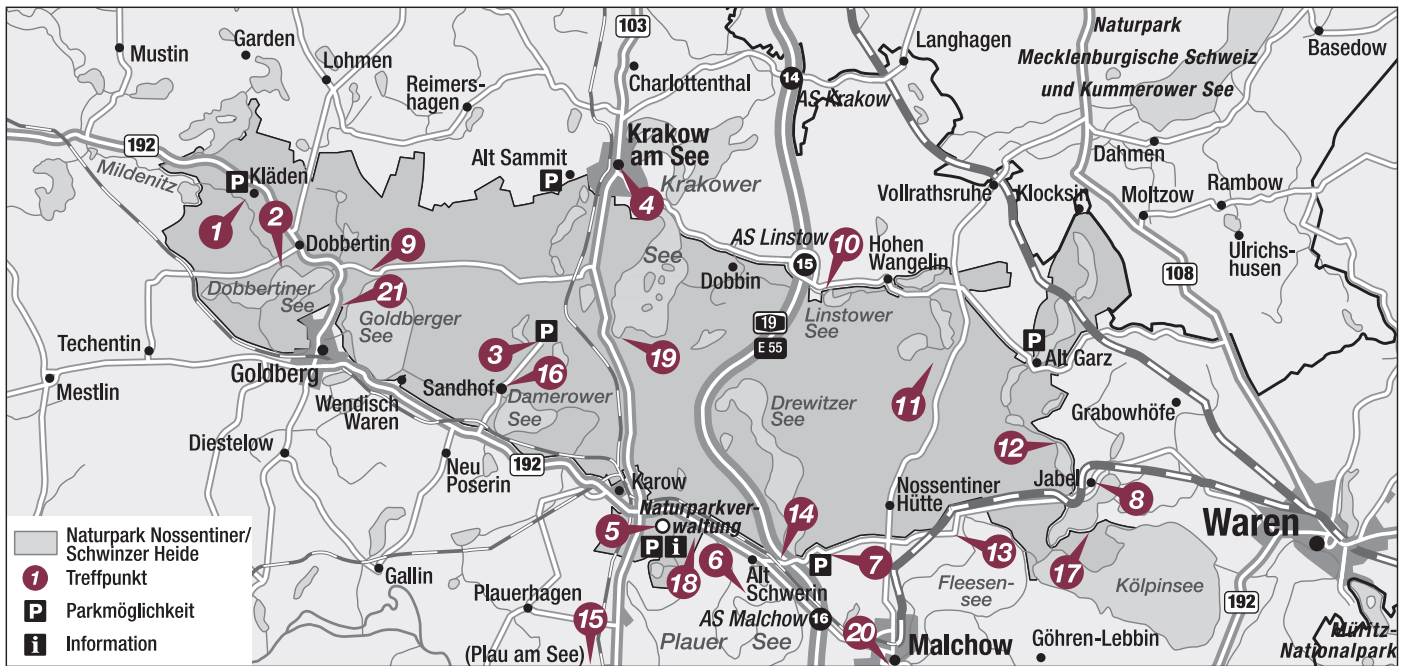 Mustin
Garden
Lohmen
Reimers-
hagen
103
Charlottenthal
14
AS Krakow
Langhagen
Naturpark
Mecklenburgische Schweiz
und Kummerower See
Basedow
192
Mildenitz
P
Kläden
1
2
Alt Sammit
P
Krakow
am See
4
Krakower
See
Vollrathsruhe
Klocksin
Dahmen
Moltzow
Rambow
Ulrichs-
husen
Dobbertin
9
AS Linstow
15
10
Hohen
Wangelin
Dobbin
Linstower
See
108
Dobbertiner
See
21
Goldberger
See
Techentin
Mestlin
Goldberg
Wendisch
Waren
3
P
16
Sandhof
Damerower
See
19
19
E 55
P
Alt Garz
Drewitzer
See
11
Grabowhöfe
12
Diestelow
Neu
Poserin
192
Karow
Naturparkver-
waltung
5
P
i
18
6
14
Alt
Schwerin
P
7
Nossentiner
Hütte
Jabel
8
13
17
Waren
Fleesen-
see
Kölpinsee
192
Müritz-
Nationalpark
Gallin
Plauerhagen
15
(Plau am See)
AS Malchow
16
Plauer See
20
Malchow
Göhren-Lebbin
Naturpark Nossentiner/
Schwinzer Heide
1
Treffpunkt
P
Parkmöglichkeit
i
Information